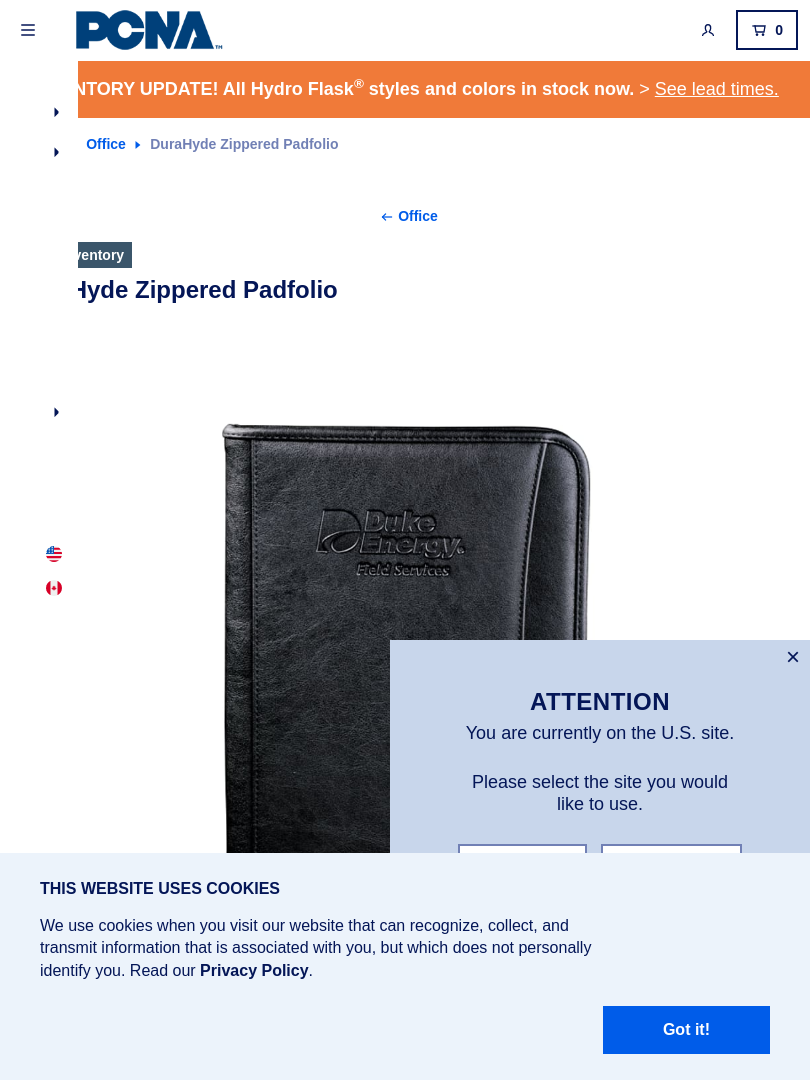 PCNA™
0
NTORY UPDATE! All Hydro Flask® styles and colors in stock now. > See lead times.
Office DuraHyde Zippered Padfolio
← Office
ventory
Hyde Zippered Padfolio
Duke
Energy®
Field Services
ATTENTION
You are currently on the U.S. site.
Please select the site you would
like to use.
THIS WEBSITE USES COOKIES
We use cookies when you visit our website that can recognize, collect, and
transmit information that is associated with you, but which does not personally
identify you. Read our Privacy Policy.
Got it!